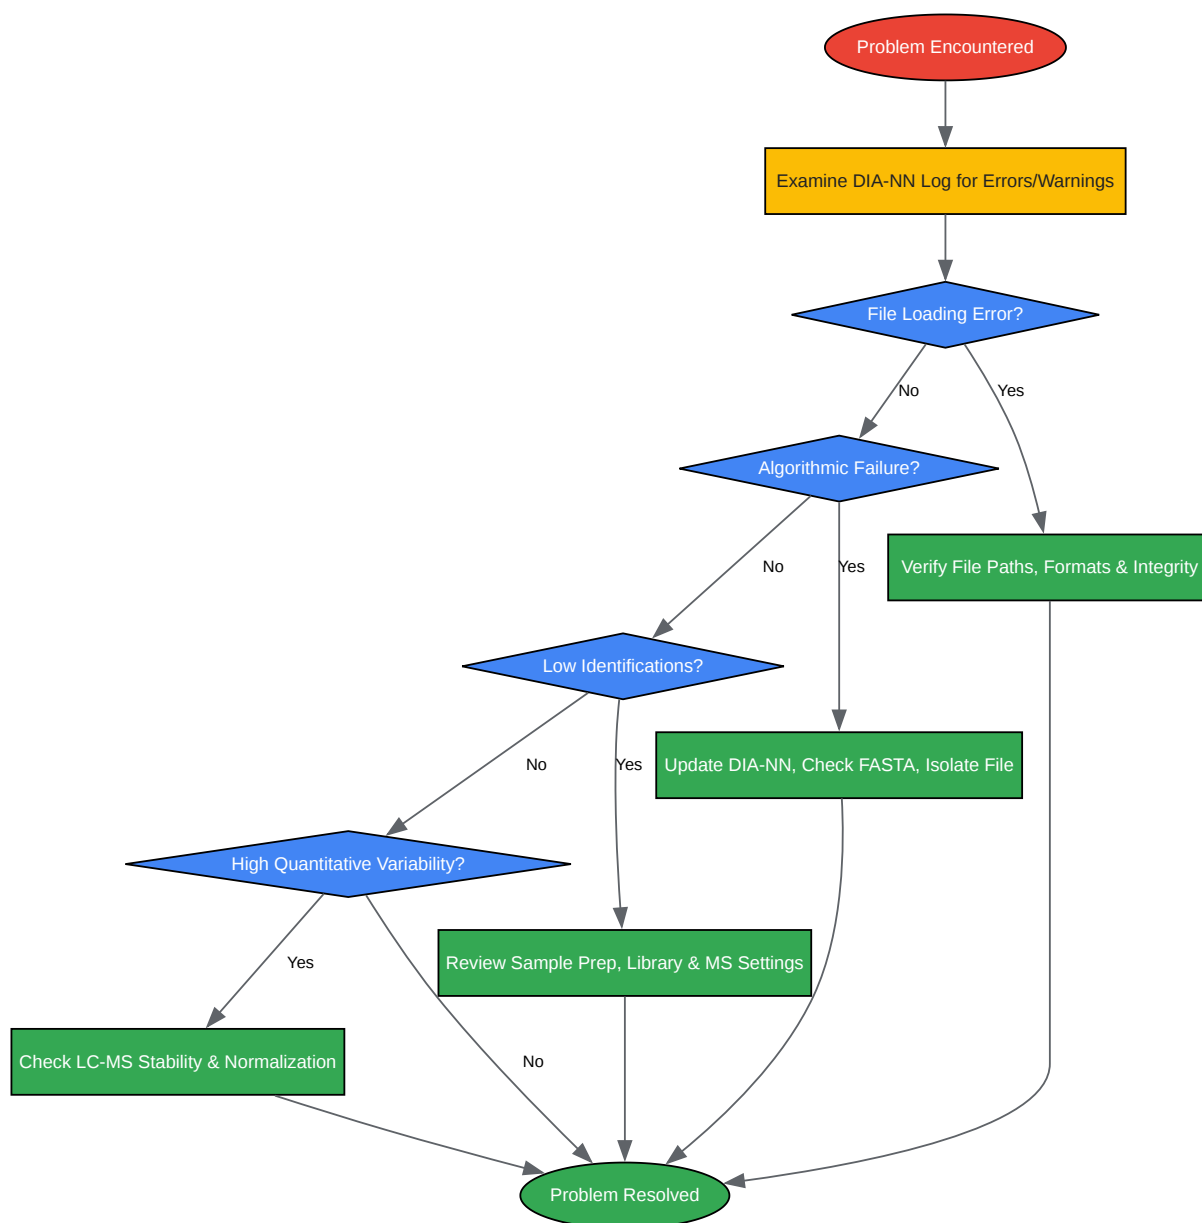 Problem Encountered
Examine DIA-NN Log for Errors/Warnings
File Loading Error?
No
Yes
Algorithmic Failure?
Verify File Paths, Formats & Integrity
No
Yes
Low Identifications?
Update DIA-NN, Check FASTA, Isolate File
No
Yes
High Quantitative Variability?
Review Sample Prep, Library & MS Settings
Yes
No
Check LC-MS Stability & Normalization
Problem Resolved